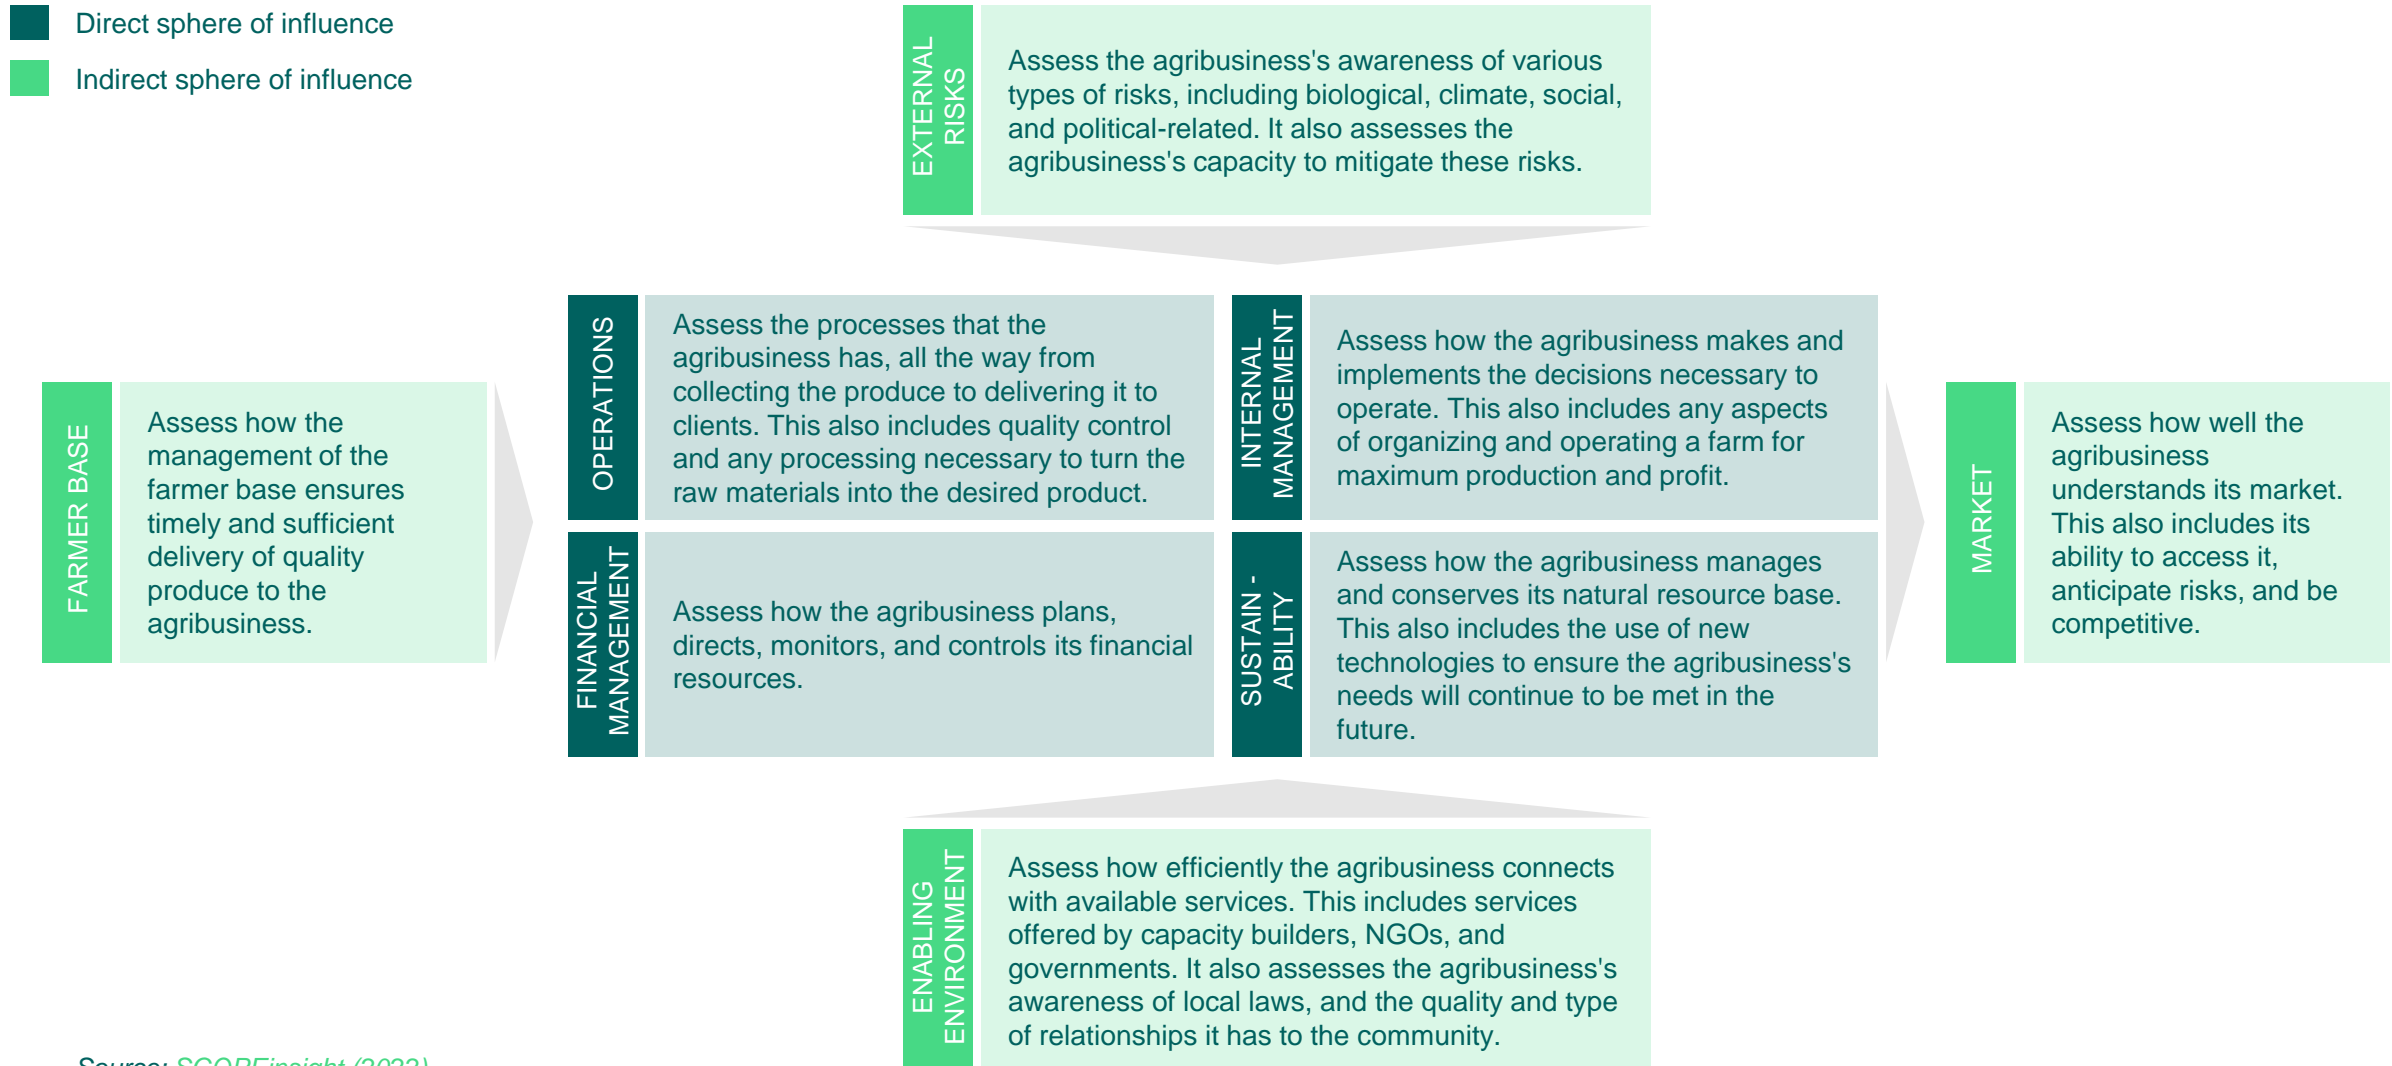 Direct sphere of influence
Indirect sphere of influence
EXTERNAL
RISKS
Assess the agribusiness's awareness of various
types of risks, including biological, climate, social,
and political-related. It also assesses the
agribusiness's capacity to mitigate these risks.
FARMER BASE
Assess how the
management of the
farmer base ensures
timely and sufficient
delivery of quality
produce to the
agribusiness.
OPERATIONS
Assess the processes that the
agribusiness has, all the way from
collecting the produce to delivering it to
clients. This also includes quality control
and any processing necessary to turn the
raw materials into the desired product.
INTERNAL
MANAGEMENT
Assess how the agribusiness makes and
implements the decisions necessary to
operate. This also includes any aspects
of organizing and operating a farm for
maximum production and profit.
FINANCIAL
MANAGEMENT
Assess how the agribusiness plans,
directs, monitors, and controls its financial
resources.
SUSTAIN -
ABILITY
Assess how the agribusiness manages
and conserves its natural resource base.
This also includes the use of new
technologies to ensure the agribusiness's
needs will continue to be met in the
future.
MARKET
Assess how well the
agribusiness
understands its market.
This also includes its
ability to access it,
anticipate risks, and be
competitive.
ENABLING
ENVIRONMENT
Assess how efficiently the agribusiness connects
with available services. This includes services
offered by capacity builders, NGOs, and
governments. It also assesses the agribusiness's
awareness of local laws, and the quality and type
of relationships it has to the community.
Source: SCOPEinsight